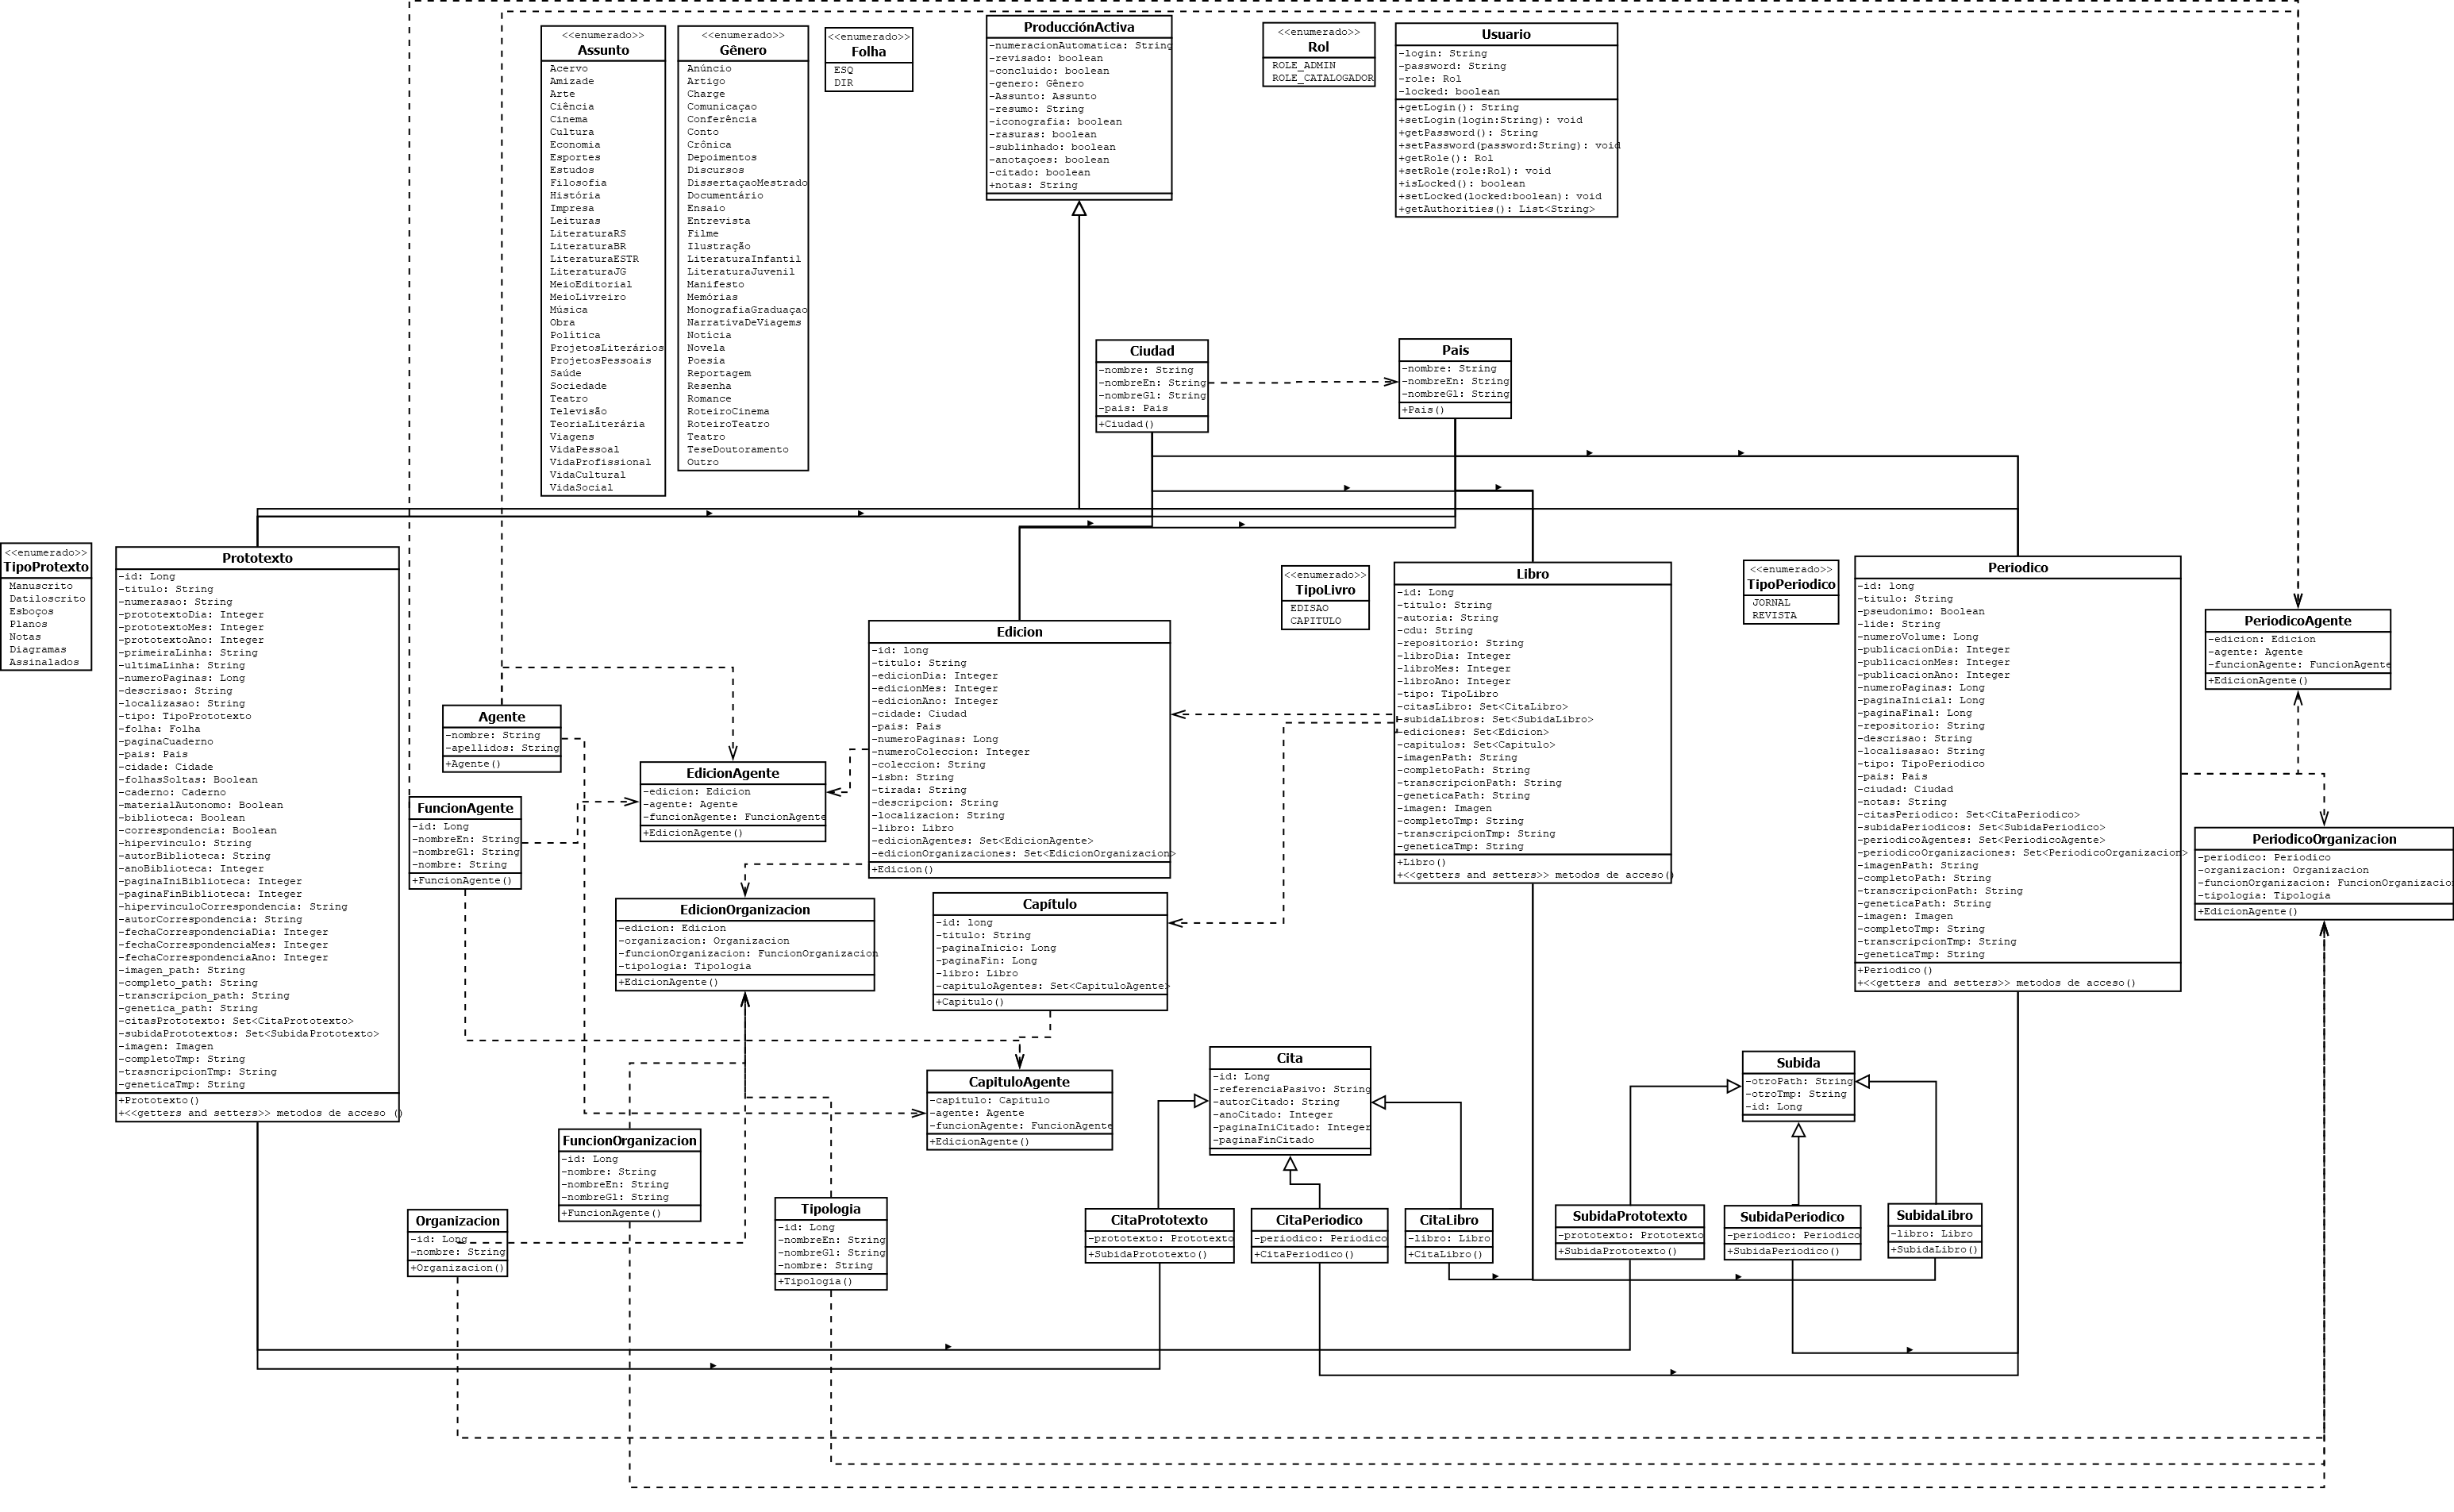 <<enumerado>>
Assunto
Acervo
Amizade
Arte
Ciência
Cinema
Cultura
Economia
Esportes
Estudos
Filosofia
História
Impresa
Leituras
LiteraturaRS
LiteraturaBR
LiteraturaESTR
LiteraturaJG
MeioEditorial
MeioLivreiro
Música
Obra
Política
ProjetosLiterários
ProjetosPessoais
Saúde
Sociedade
Teatro
Televisão
TeoriaLiterária
Viagens
VidaPessoal
VidaProfissional
VidaCultural
VidaSocial
<<enumerado>>
Gênero
Anúncio
Artigo
Charge
Comunicaçao
Conferência
Conto
Crônica
Depoimentos
Discursos
DissertaçaoMestrado
Documentário
Ensaio
Entrevista
Filme
Ilustração
LiteraturaInfantil
LiteraturaJuvenil
Manifesto
Memórias
MonografiaGraduaçao
NarrativaDeViagems
Notícia
Novela
Poesia
Reportagem
Resenha
Romance
RoteiroCinema
RoteiroTeatro
Teatro
TeseDoutoramento
Outro
<<enumerado>>
Folha
ESQ
DIR
ProducciónActiva
-numeracionAutomatica: String
-revisado: boolean
-concluido: boolean
-genero: Gênero
-Assunto: Assunto
-resumo: String
-iconografia: boolean
-rasuras: boolean
-sublinhado: boolean
-anotaçoes: boolean
-citado: boolean
+notas: String
<<enumerado>>
Rol
ROLE_ADMIN
ROLE_CATALOGADOR
Usuario
-login: String
-password: String
-role: Rol
-locked: boolean
+getLogin(): String
+setLogin(login:String): void
+getPassword(): String
+setPassword(password:String): void
+getRole(): Rol
+setRole(role:Rol): void
+isLocked(): boolean
+setLocked(locked:boolean): void
+getAuthorities(): List<String>
Ciudad
-nombre: String
-nombreEn: String
-nombreGl: String
-pais: Pais
+Ciudad()
Pais
-nombre: String
-nombreEn: String
-nombreGl: String
+Pais()
<<enumerado>>
TipoProtexto
Manuscrito
Datiloscrito
Esboços
Planos
Notas
Diagramas
Assinalados
Prototexto
-id: Long
-titulo: String
-numerasao: String
-prototextoDia: Integer
-prototextoMes: Integer
-prototextoAno: Integer
-primeiraLinha: String
-ultimaLinha: String
-numeroPaginas: Long
-descrisao: String
-localizasao: String
-tipo: TipoPrototexto
-folha: Folha
-paginaCuaderno
-pais: Pais
-cidade: Cidade
-folhasSoltas: Boolean
-caderno: Caderno
-materialAutonomo: Boolean
-biblioteca: Boolean
-correspondencia: Boolean
-hipervinculo: String
-autorBiblioteca: String
-anoBiblioteca: Integer
-paginaIniBiblioteca: Integer
-paginaFinBiblioteca: Integer
-hipervinculoCorrespondencia: String
-autorCorrespondencia: String
-fechaCorrespondenciaDia: Integer
-fechaCorrespondenciaMes: Integer
-fechaCorrespondenciaAno: Integer
-imagen_path: String
-completo_path: String
-transcripcion_path: String
-genetica_path: String
-citasPrototexto: Set<CitaPrototexto>
-subidaPrototextos: Set<SubidaPrototexto>
-imagen: Imagen
-completoTmp: String
-trasncripcionTmp: String
-geneticaTmp: String
+Prototexto()
+<<getters and setters>> metodos de acceso ()
Agente
-nombre: String
-apellidos: String
+Agente()
FuncionAgente
-id: Long
-nombreEn: String
-nombreGl: String
-nombre: String
+FuncionAgente()
EdicionAgente
-edicion: Edicion
-agente: Agente
-funcionAgente: FuncionAgente
+EdicionAgente()
EdicionOrganizacion
-edicion: Edicion
-organizacion: Organizacion
-funcionOrganizacion: FuncionOrganizacion
-tipologia: Tipologia
+EdicionAgente()
Edicion
-id: long
-titulo: String
-edicionDia: Integer
-edicionMes: Integer
-edicionAno: Integer
-cidade: Ciudad
-pais: Pais
-numeroPaginas: Long
-numeroColeccion: Integer
-coleccion: String
-isbn: String
-tirada: String
-descripcion: String
-localizacion: String
-libro: Libro
-edicionAgentes: Set<EdicionAgente>
-edicionOrganizaciones: Set<EdicionOrganizacion>
+Edicion()
Capítulo
-id: long
-titulo: String
-paginaInicio: Long
-paginaFin: Long
-libro: Libro
-capituloAgentes: Set<CapituloAgente>
+Capitulo()
CapituloAgente
-capitulo: Capitulo
-agente: Agente
-funcionAgente: FuncionAgente
+EdicionAgente()
<<enumerado>>
TipoLivro
EDISAO
CAPITULO
Libro
-id: Long
-titulo: String
-autoria: String
-cdu: String
-repositorio: String
-libroDia: Integer
-libroMes: Integer
-libroAno: Integer
-tipo: TipoLibro
-citasLibro: Set<CitaLibro>
-subidaLibros: Set<SubidaLibro>
-ediciones: Set<Edicion>
-capitulos: Set<Capitulo>
-imagenPath: String
-completoPath: String
-transcripcionPath: String
-geneticaPath: String
-imagen: Imagen
-completoTmp: String
-transcripcionTmp: String
-geneticaTmp: String
+Libro()
+<<getters and setters>> metodos de acceso()
<<enumerado>>
TipoPeriodico
JORNAL
REVISTA
Periodico
-id: long
-titulo: String
-pseudonimo: Boolean
-lide: String
-numeroVolume: Long
-publicacionDia: Integer
-publicacionMes: Integer
-publicacionAno: Integer
-numeroPaginas: Long
-paginaInicial: Long
-paginaFinal: Long
-repositorio: String
-descrisao: String
-localisasao: String
-tipo: TipoPeriodico
-pais: Pais
-ciudad: Ciudad
-notas: String
-citasPeriodico: Set<CitaPeriodico>
-subidaPeriodicos: Set<SubidaPeriodico>
-periodicoAgentes: Set<PeriodicoAgente>
-periodicoOrganizaciones: Set<PeriodicoOrganizacion>
-imagenPath: String
-completoPath: String
-transcripcionPath: String
-geneticaPath: String
-imagen: Imagen
-completoTmp: String
-transcripcionTmp: String
-geneticaTmp: String
+Periodico()
+<<getters and setters>> metodos de acceso()
PeriodicoAgente
-edicion: Edicion
-agente: Agente
-funcionAgente: FuncionAgente
+EdicionAgente()
PeriodicoOrganizacion
-periodico: Periodico
-organizacion: Organizacion
-funcionOrganizacion: FuncionOrganizacion
-tipologia: Tipologia
+EdicionAgente()
Cita
-id: Long
-referenciaPasivo: String
-autorCitado: String
-anoCitado: Integer
-paginaIniCitado: Integer
-paginaFinCitado
Subida
-otroPath: String
-otroTmp: String
-id: Long
FuncionOrganizacion
-id: Long
-nombre: String
-nombreEn: String
-nombreGl: String
+FuncionAgente()
Organizacion
-id: Long
-nombre: String
+Organizacion()
Tipologia
-id: Long
-nombreEn: String
-nombreGl: String
-nombre: String
+Tipologia()
CitaPrototexto
-prototexto: Prototexto
+SubidaPrototexto()
CitaPeriodico
-periodico: Periodico
+CitaPeriodico()
CitaLibro
-libro: Libro
+CitaLibro()
SubidaPrototexto
-prototexto: Prototexto
+SubidaPrototexto()
SubidaPeriodico
-periodico: Periodico
+SubidaPeriodico()
SubidaLibro
-libro: Libro
+SubidaLibro()